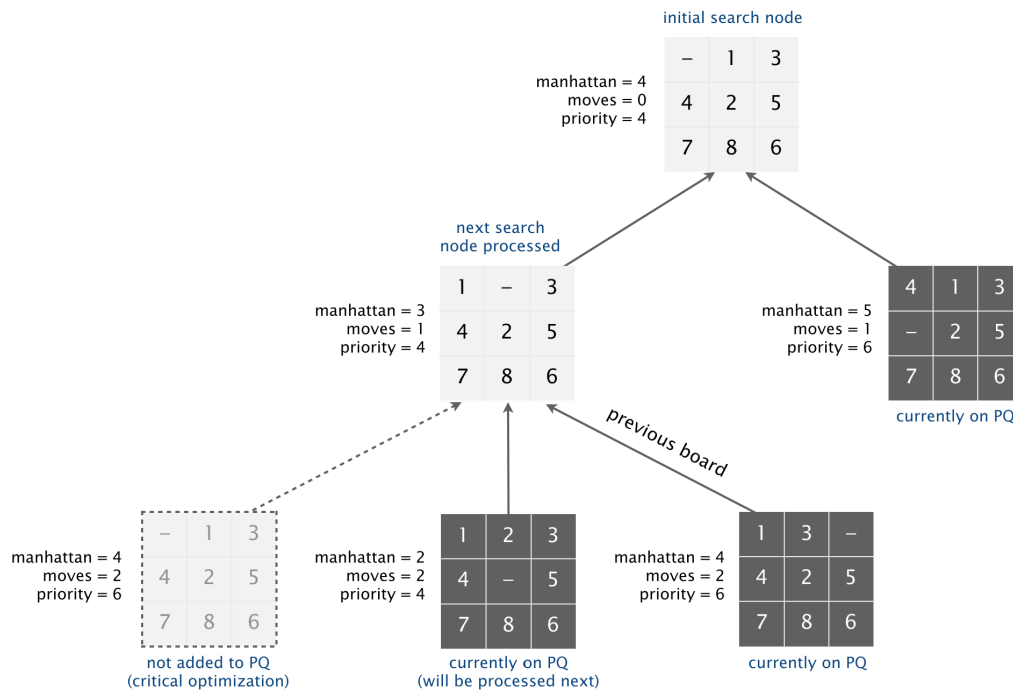 initial search node
– 1 3
manhattan = 4
moves = 0
priority = 4
4 2 5
7 8 6
next search
node processed
1 – 3
manhattan = 3
moves = 1
priority = 4
4 2 5
7 8 6
4 1 3
manhattan = 5
moves = 1
priority = 6
– 2 5
7 8 6
currently on PQ
previous board
– 1 3
manhattan = 4
moves = 2
priority = 6
4 2 5
7 8 6
not added to PQ
(critical optimization)
1 2 3
manhattan = 2
moves = 2
priority = 4
4 – 5
7 8 6
currently on PQ
(will be processed next)
1 3 –
manhattan = 4
moves = 2
priority = 6
4 2 5
7 8 6
currently on PQ